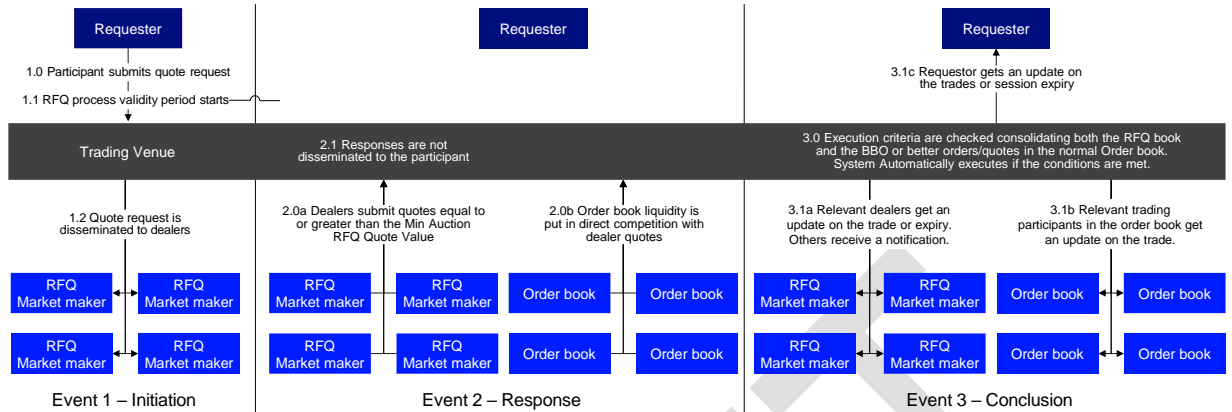 Requester
1.0 Participant submits quote request
1.1 RFQ process validity period starts
Trading Venue
1.2 Quote request is
disseminated to dealers
RFQ
Market maker
RFQ
Market maker
RFQ
Market maker
RFQ
Market maker
Event 1 – Initiation
Requester
2.1 Responses are not
disseminated to the participant
2.0a Dealers submit quotes equal to
or greater than the Min Auction
RFQ Quote Value
2.0b Order book liquidity is
put in direct competition with
dealer quotes
RFQ
Market maker
RFQ
Market maker
Order book
Order book
RFQ
Market maker
RFQ
Market maker
Order book
Order book
Event 2 – Response
Requester
3.1c Requestor gets an update on
the trades or session expiry
3.0 Execution criteria are checked consolidating both the RFQ book
and the BBO or better orders/quotes in the normal Order book.
System Automatically executes if the conditions are met.
3.1a Relevant dealers get an
update on the trade or expiry.
Others receive a notification.
3.1b Relevant trading
participants in the order book get
an update on the trade.
RFQ
Market maker
RFQ
Market maker
Order book
Order book
RFQ
Market maker
RFQ
Market maker
Order book
Order book
Event 3 – Conclusion